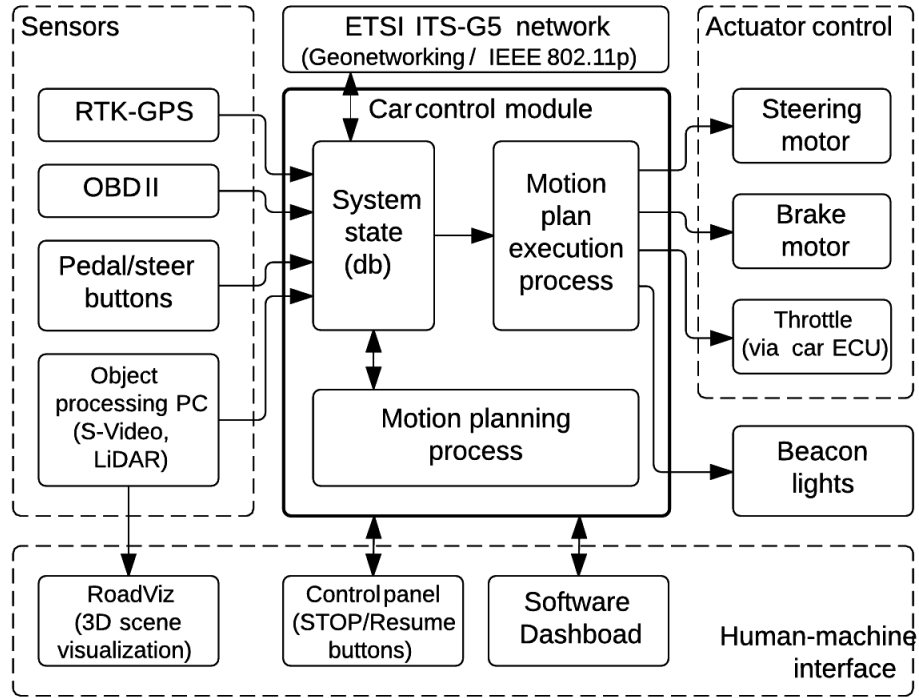 Sensors
RTK-GPS
OBD II
Pedal/steer
buttons
Object
processing PC
(S-Video,
LiDAR)
ETSI ITS-G5 network
(Geonetworking / IEEE 802.11p)
Car control module
System
state
(db)
Motion
plan
execution
process
Motion planning
process
Actuator control
Steering
motor
Brake
motor
Throttle
(via car ECU)
Beacon
lights
RoadViz
(3D scene
visualization)
Control panel
(STOP/Resume
buttons)
Software
Dashboad
Human-machine
interface